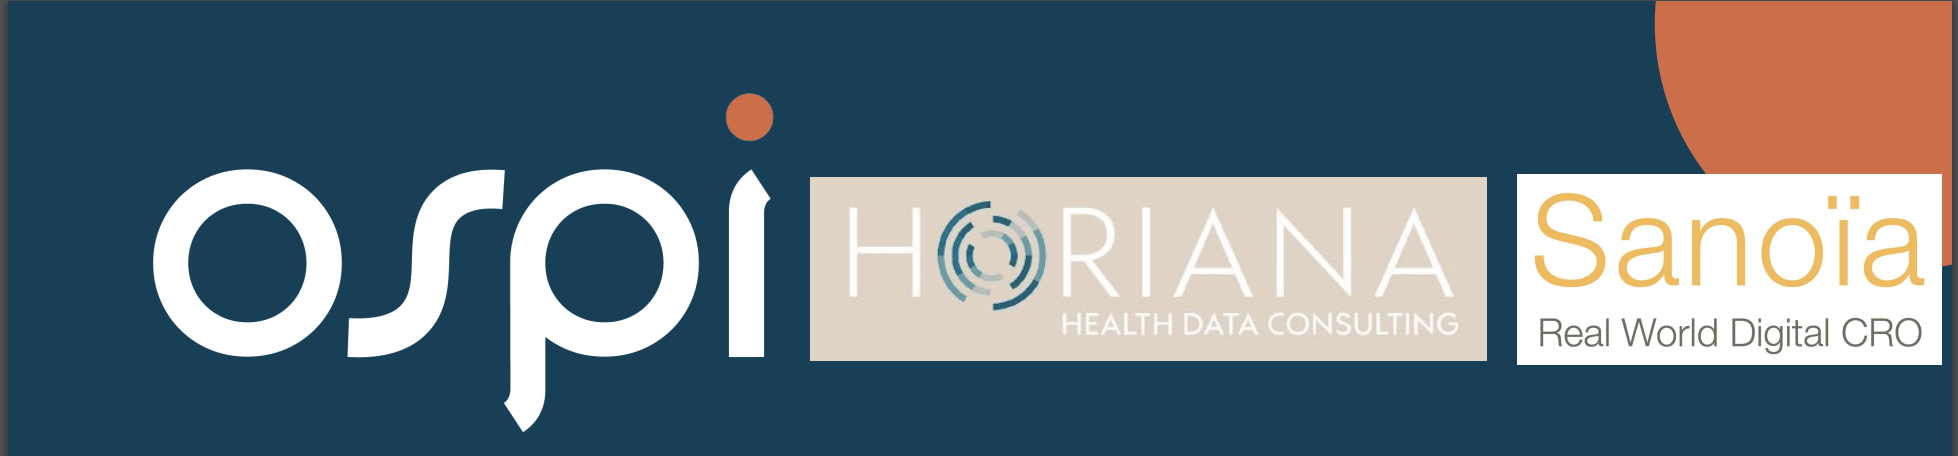 ospi
HORIANA
HEALTH DATA CONSULTING
Sanoïa
Real World Digital CRO